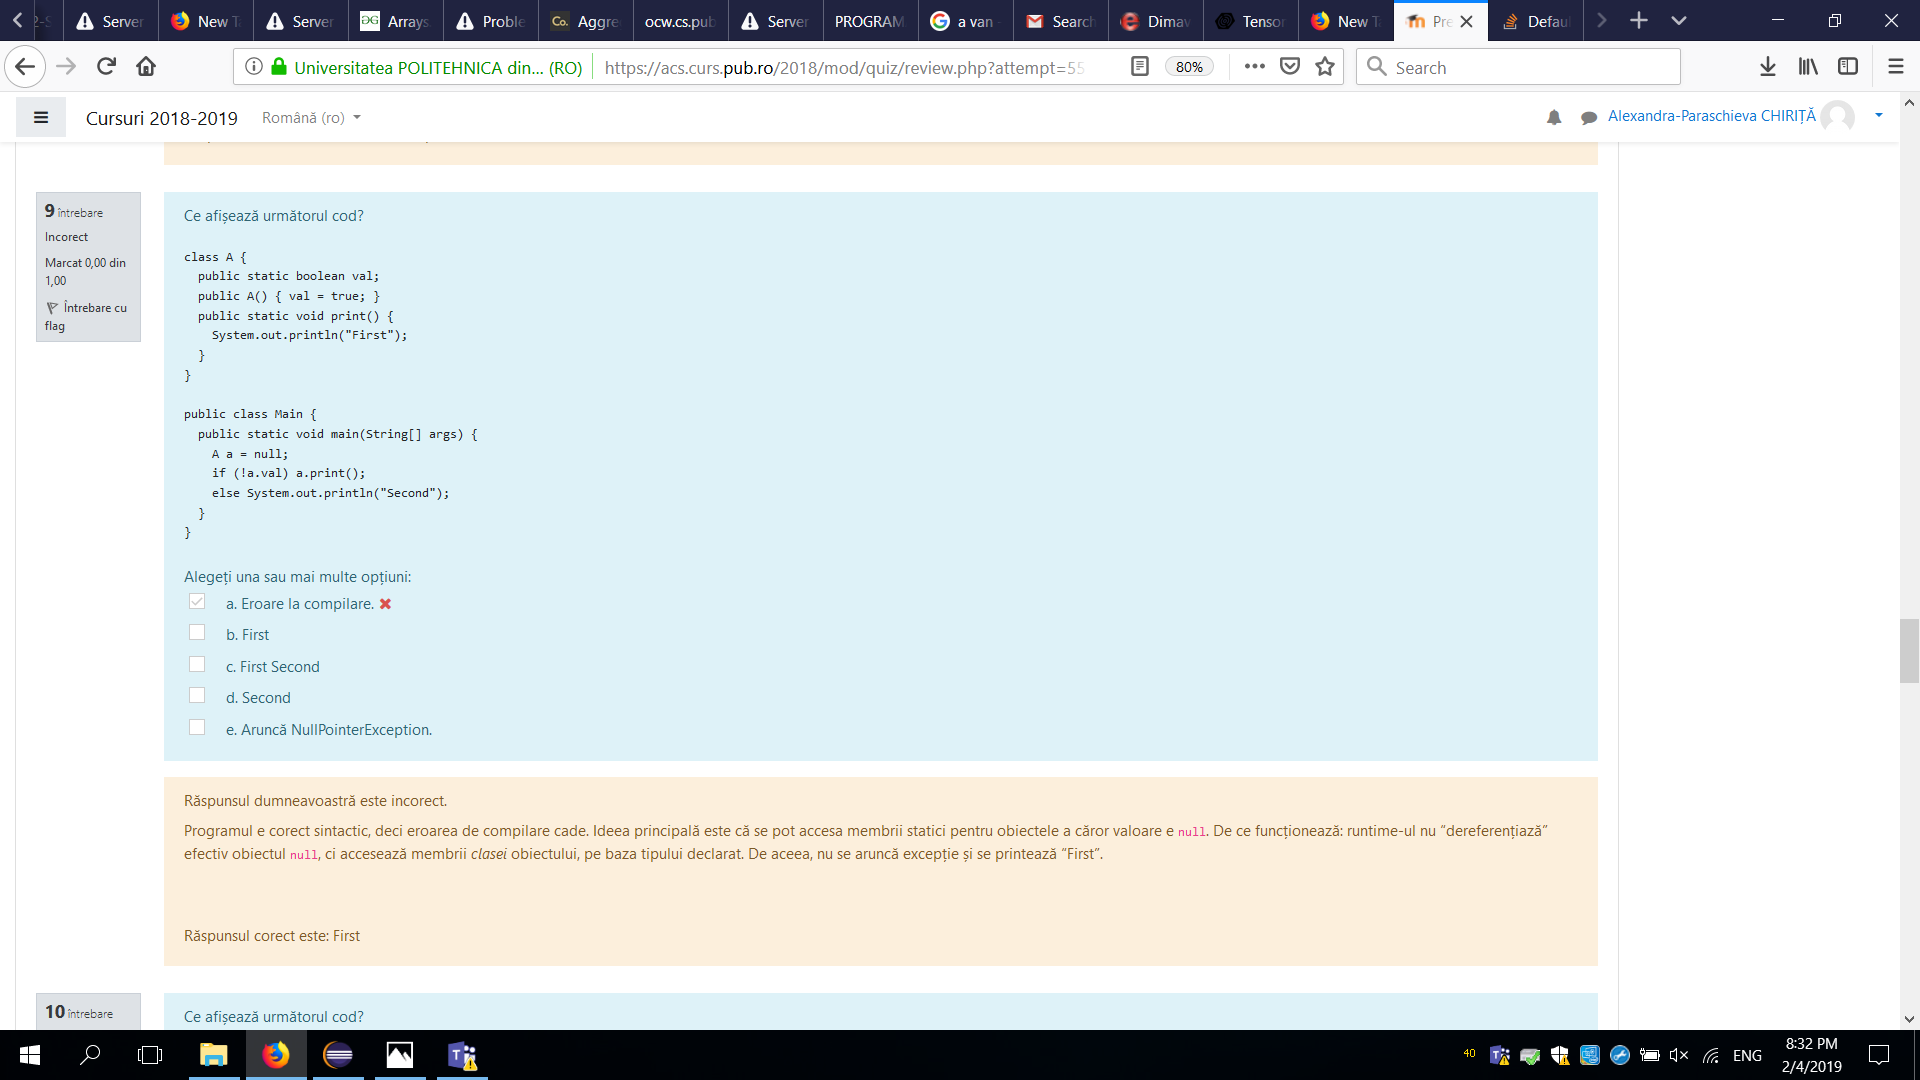 Server
New T
Server
Arrays.
Proble
Co. Aggre
ocw.cs.pub
Server
PROGRAM
a van -
Search
Dimav
Tensor
New T
Pre
Defau
Universitatea POLITEHNICA din... (RO)
https://acs.curs.pub.ro/2018/mod/quiz/review.php?attempt=55
80%
Search
Cursuri 2018-2019
Română (ro)
Alexandra-Paraschieva CHIRIȚĂ
9 întrebare
Incorect
Marcat 0,00 din
1,00
Întrebare cu
flag
Ce afișează următorul cod?
class A {
public static boolean val;
public A() { val = true; }
public static void print() {
System.out.println("First");
}
}
public class Main {
public static void main(String[] args) {
A a = null;
if (!a.val) a.print();
else System.out.println("Second");
}
}
Alegeți una sau mai multe opțiuni:
a. Eroare la compilare.
b. First
c. First Second
d. Second
e. Aruncă NullPointerException.
Răspunsul dumneavoastră este incorect.
Programul e corect sintactic, deci eroarea de compilare cade. Ideea principală este că se pot accesa membrii statici pentru obiectele a căror valoare e null. De ce funcționează: runtime-ul nu “dereferențiază”
efectiv obiectul null, ci accesează membrii clasei obiectului, pe baza tipului declarat. De aceea, nu se aruncă excepție și se printează “First”.
Răspunsul corect este: First
10 întrebare
Ce afișează următorul cod?
40
ENG
8:32 PM
2/4/2019